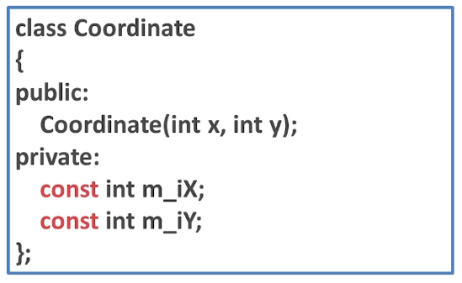 class Coordinate
{
public:
    Coordinate(int x, int y);
private:
    const int m_iX;
    const int m_iY;
};